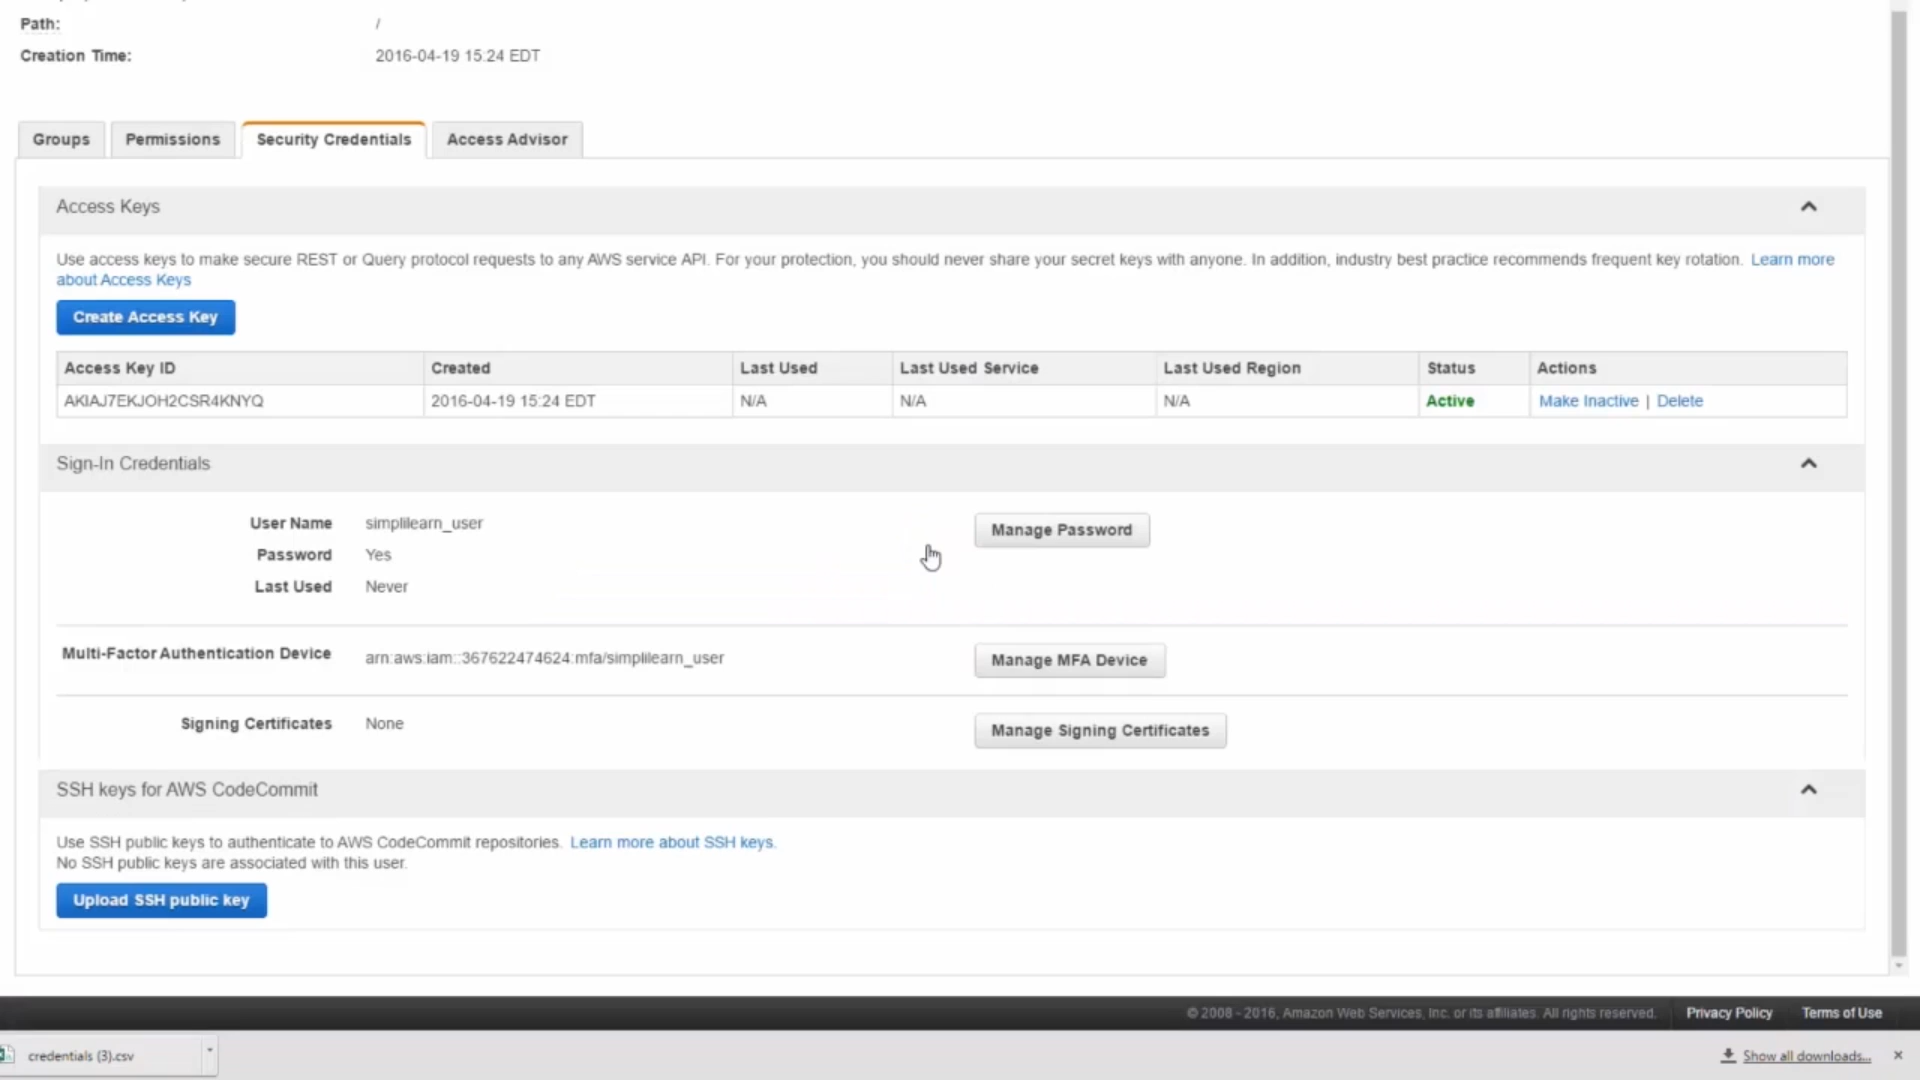 Path: /
Creation Time: 2016-04-19 15:24 EDT
Groups Permissions Security Credentials Access Advisor
Access Keys
Use access keys to make secure REST or Query protocol requests to any AWS service API. For your protection, you should never share your secret keys with anyone. In addition, industry best practice recommends frequent key rotation. Learn more
about Access Keys
Create Access Key
Access Key ID Created Last Used Last Used Service Last Used Region Status Actions
AKIAJ7EKJOH2CSR4KNYQ 2016-04-19 15:24 EDT N/A N/A N/A Active Make Inactive | Delete
Sign-In Credentials
User Name simplilearn_user Manage Password
Password Yes
Last Used Never
Multi-Factor Authentication Device arn:aws:iam::367622474624:mfa/simplilearn_user Manage MFA Device
Signing Certificates None Manage Signing Certificates
SSH keys for AWS CodeCommit
Use SSH public keys to authenticate to AWS CodeCommit repositories. Learn more about SSH keys.
No SSH public keys are associated with this user.
Upload SSH public key
© 2008 - 2016, Amazon Web Services, Inc. or its affiliates. All rights reserved. Privacy Policy Terms of Use
credentials (3).csv Show all downloads...